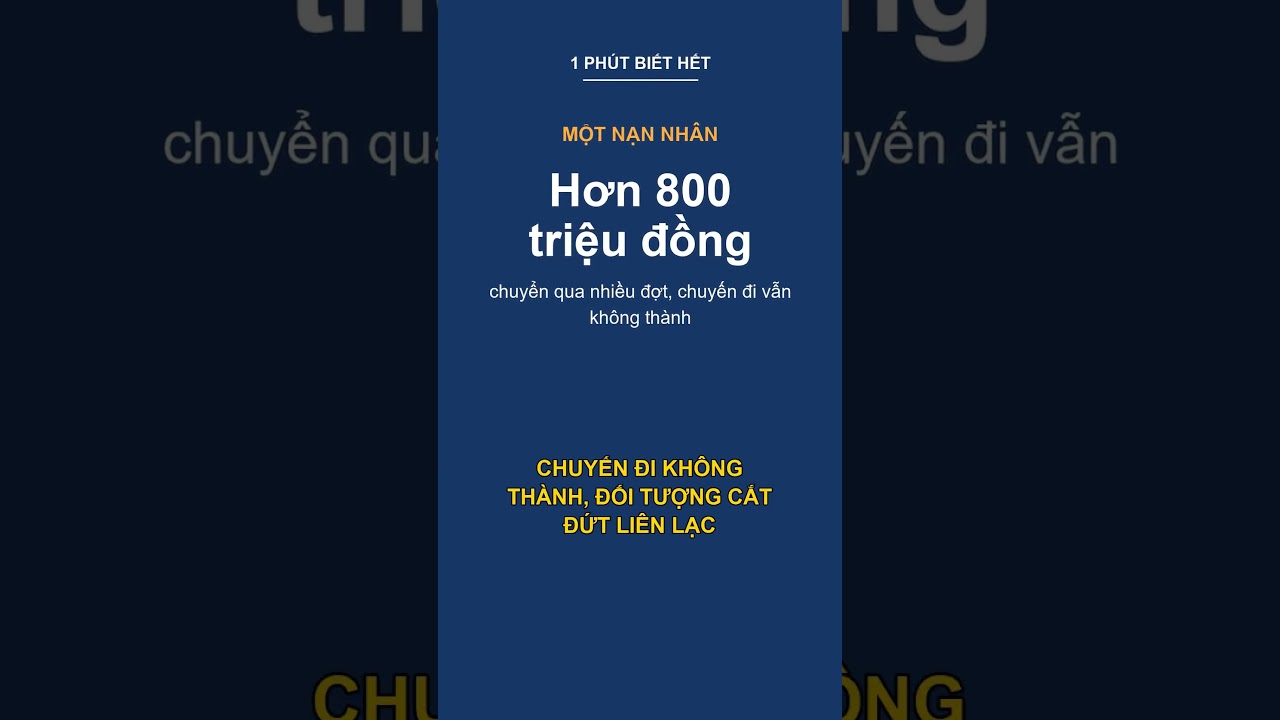 1 PHÚT BIẾT HẾT
MỘT NẠN NHÂN
Hơn 800
triệu đồng
chuyển qua nhiều đợt, chuyến đi vẫn
không thành
CHUYẾN ĐI KHÔNG
THÀNH, ĐỐI TƯỢNG CẮT
ĐỨT LIÊN LẠC